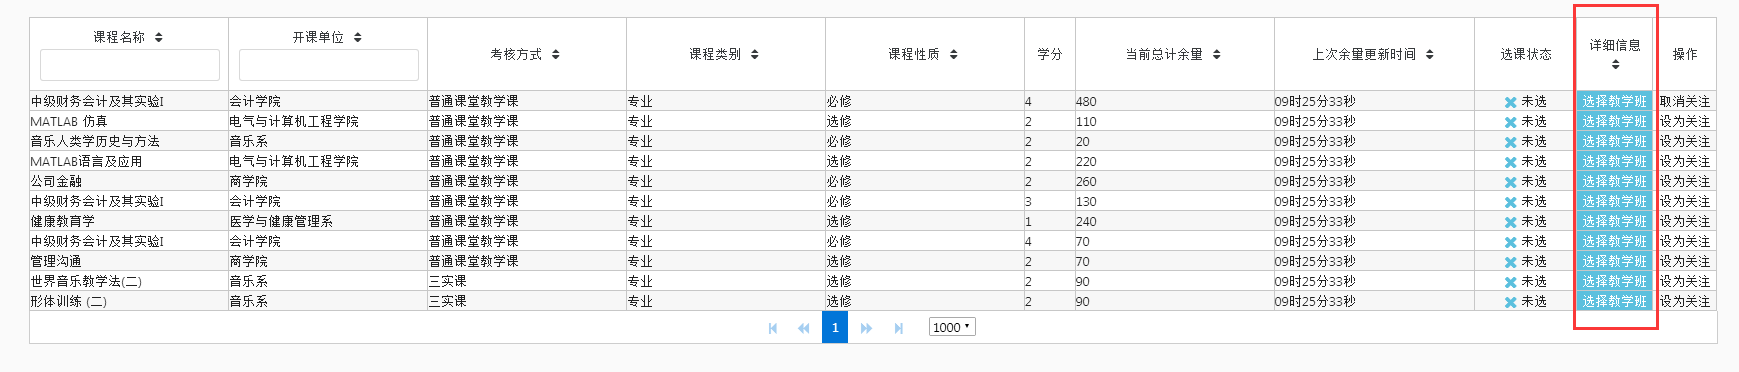 课程名称 开课单位 考核方式 课程类别 课程性质 学分 当前总计余量 上次余量更新时间 选课状态 详细信息 操作
中级财务会计及其实验I 会计学院 普通课堂教学课 专业 必修 4 480 09时25分33秒 未选 选择教学班 取消关注
MATLAB 仿真 电气与计算机工程学院 普通课堂教学课 专业 选修 2 110 09时25分33秒 未选 选择教学班 设为关注
音乐人类学历史与方法 音乐系 普通课堂教学课 专业 必修 2 20 09时25分33秒 未选 选择教学班 设为关注
MATLAB语言及应用 电气与计算机工程学院 普通课堂教学课 专业 选修 2 220 09时25分33秒 未选 选择教学班 设为关注
公司金融 商学院 普通课堂教学课 专业 必修 2 260 09时25分33秒 未选 选择教学班 设为关注
中级财务会计及其实验I 会计学院 普通课堂教学课 专业 必修 3 130 09时25分33秒 未选 选择教学班 设为关注
健康教育学 医学与健康管理系 普通课堂教学课 专业 选修 1 240 09时25分33秒 未选 选择教学班 设为关注
中级财务会计及其实验I 会计学院 普通课堂教学课 专业 必修 4 70 09时25分33秒 未选 选择教学班 设为关注
管理沟通 商学院 普通课堂教学课 专业 选修 2 70 09时25分33秒 未选 选择教学班 设为关注
世界音乐教学法(二) 音乐系 三实课 专业 选修 2 90 09时25分33秒 未选 选择教学班 设为关注
形体训练 (二) 音乐系 三实课 专业 选修 2 90 09时25分33秒 未选 选择教学班 设为关注
1 1000